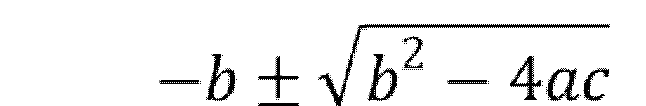 −b ± √(b² − 4ac)